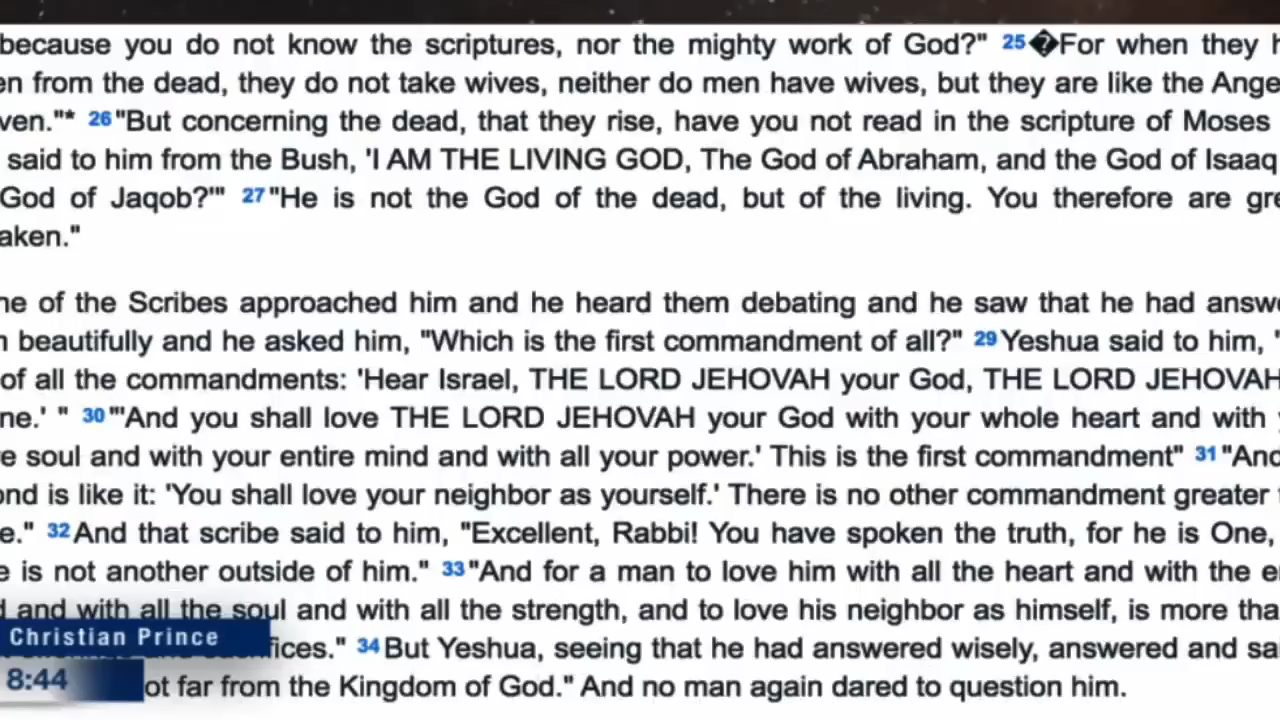 because you do not know the scriptures, nor the mighty work of God?" 25�For when they h
en from the dead, they do not take wives, neither do men have wives, but they are like the Ange
ven."* 26"But concerning the dead, that they rise, have you not read in the scripture of Moses
said to him from the Bush, 'I AM THE LIVING GOD, The God of Abraham, and the God of Isaaq
God of Jaqob?'" 27"He is not the God of the dead, but of the living. You therefore are gre
aken."
ne of the Scribes approached him and he heard them debating and he saw that he had answe
beautifully and he asked him, "Which is the first commandment of all?" 29Yeshua said to him, "
of all the commandments: 'Hear Israel, THE LORD JEHOVAH your God, THE LORD JEHOVAH
ne.' " 30"'And you shall love THE LORD JEHOVAH your God with your whole heart and with y
e soul and with your entire mind and with all your power.' This is the first commandment" 31"And
ond is like it: 'You shall love your neighbor as yourself.' There is no other commandment greater t
e." 32And that scribe said to him, "Excellent, Rabbi! You have spoken the truth, for he is One,
e is not another outside of him." 33"And for a man to love him with all the heart and with the e
d and with all the soul and with all the strength, and to love his neighbor as himself, is more tha
Christian Prince
fices." 34But Yeshua, seeing that he had answered wisely, answered and sa
8:44
ot far from the Kingdom of God." And no man again dared to question him.